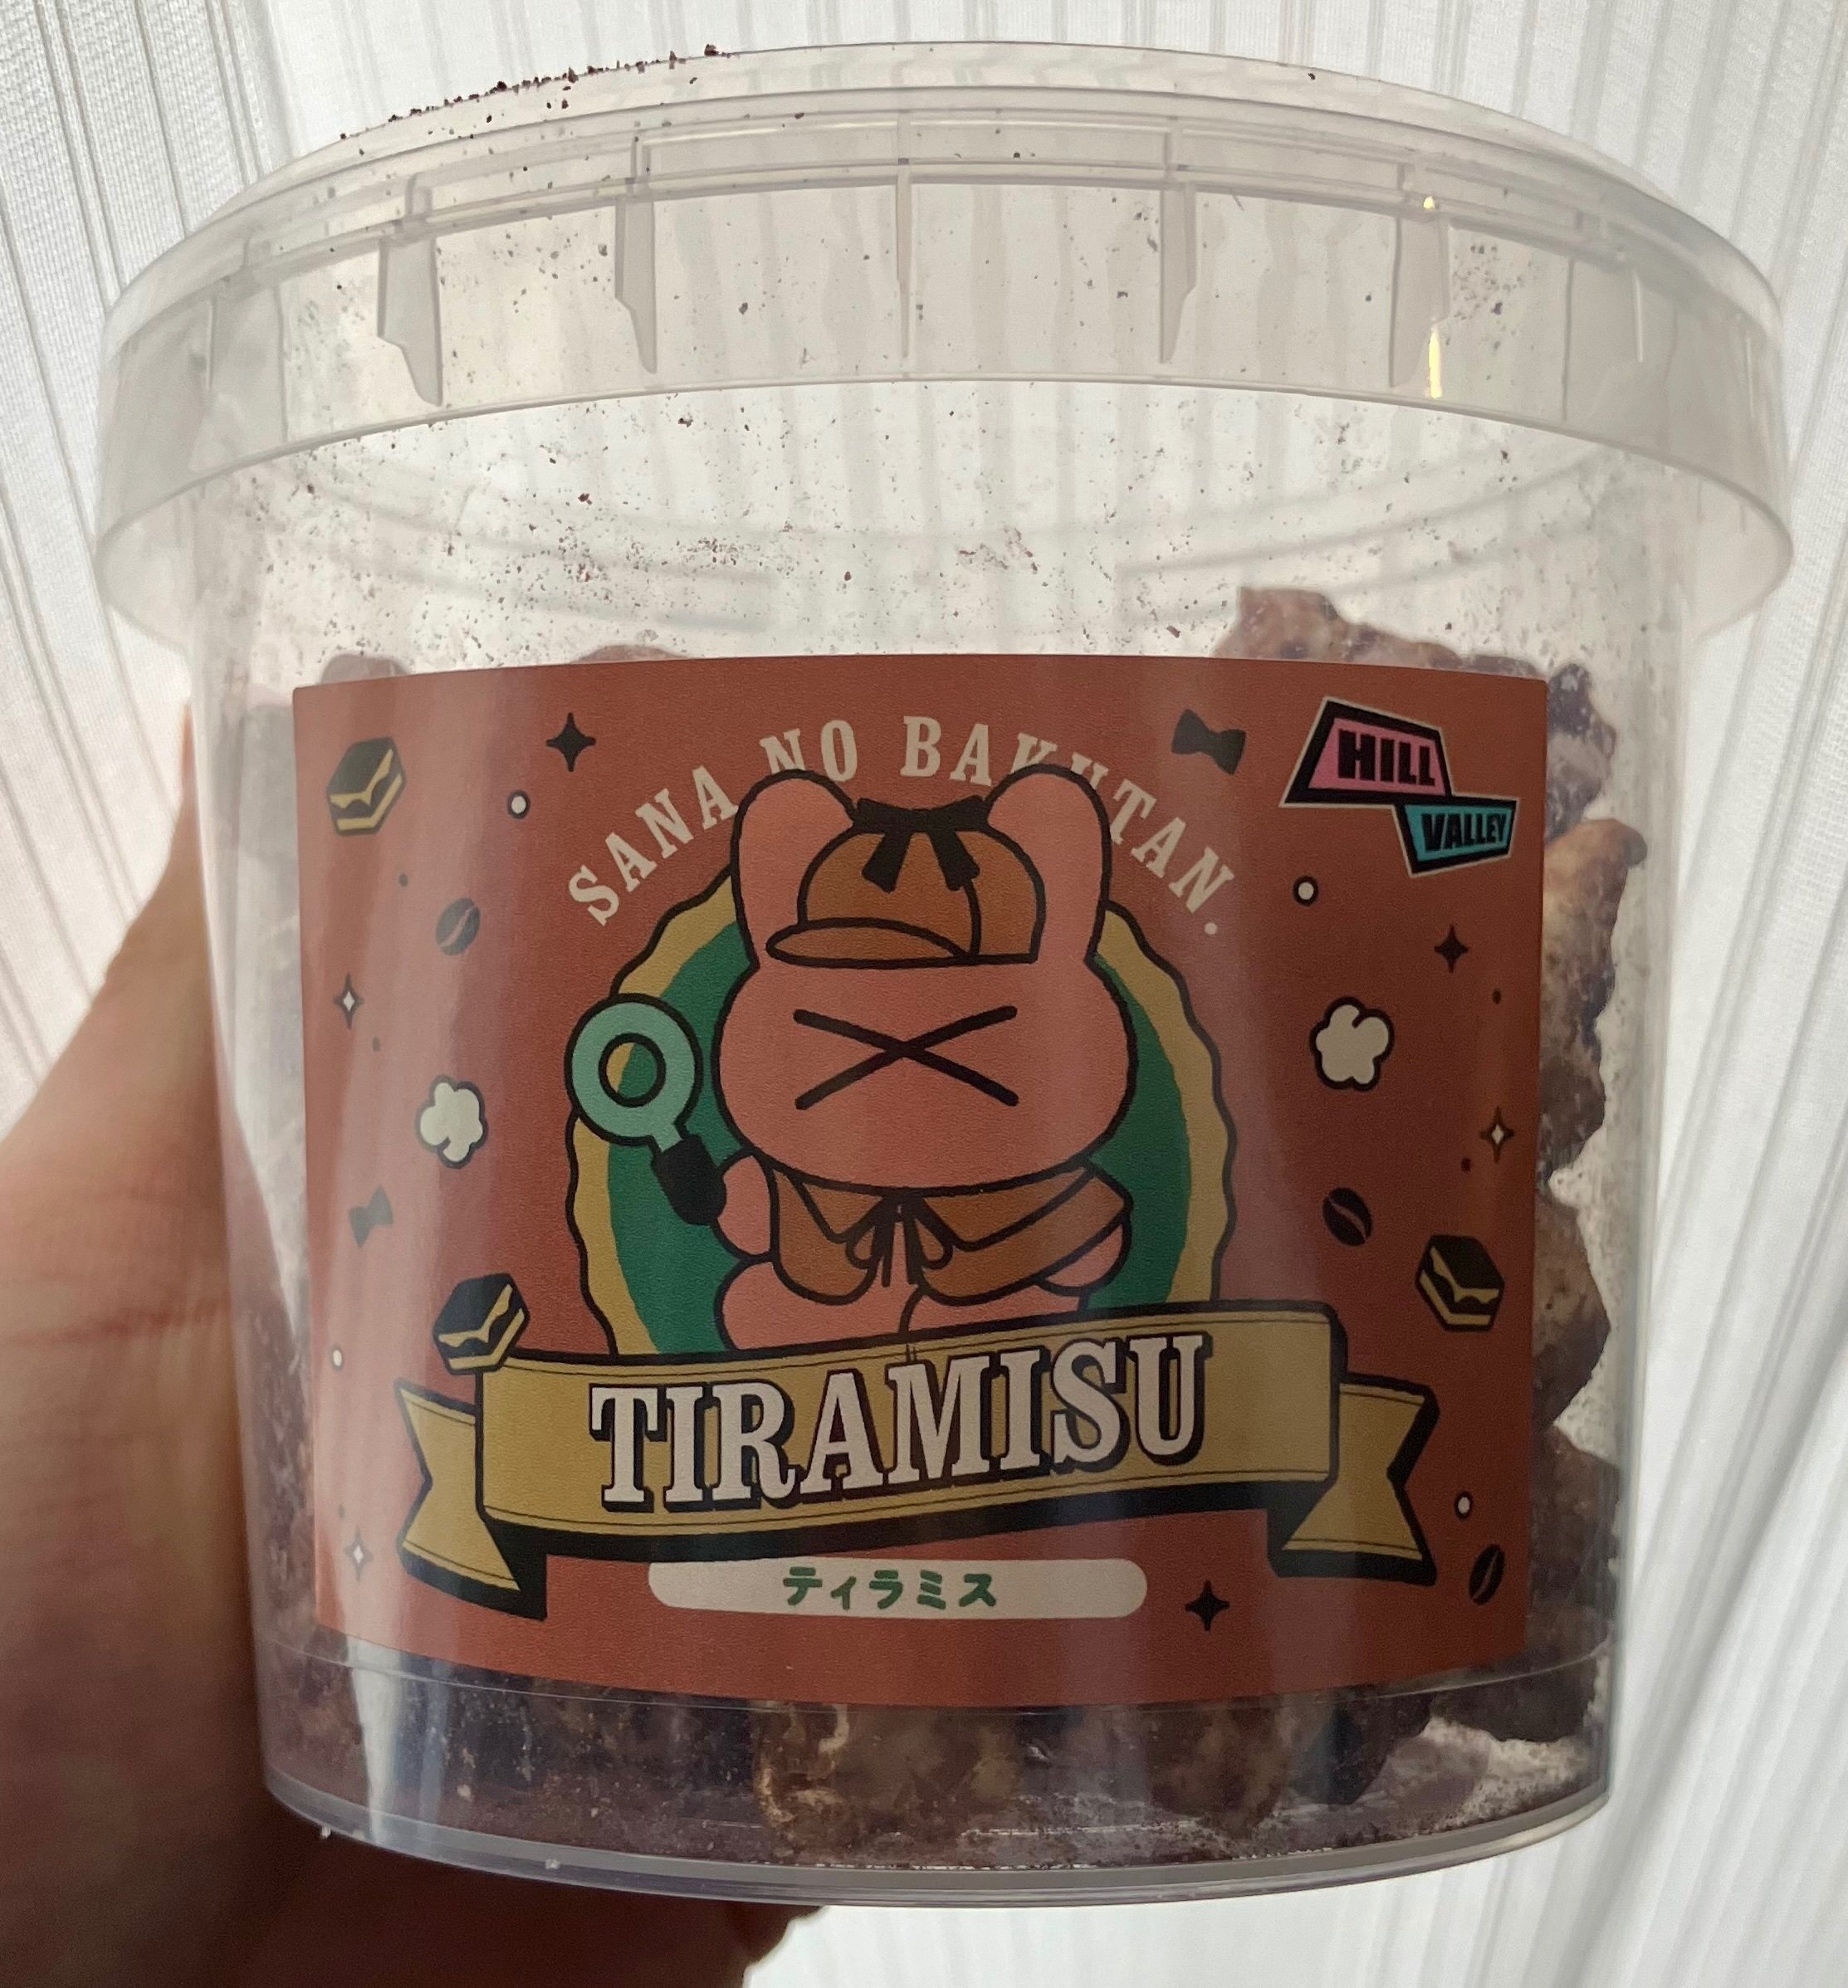 SANA NO BAKUTAN.
HILL
VALLEY
TIRAMISU
ティラミス